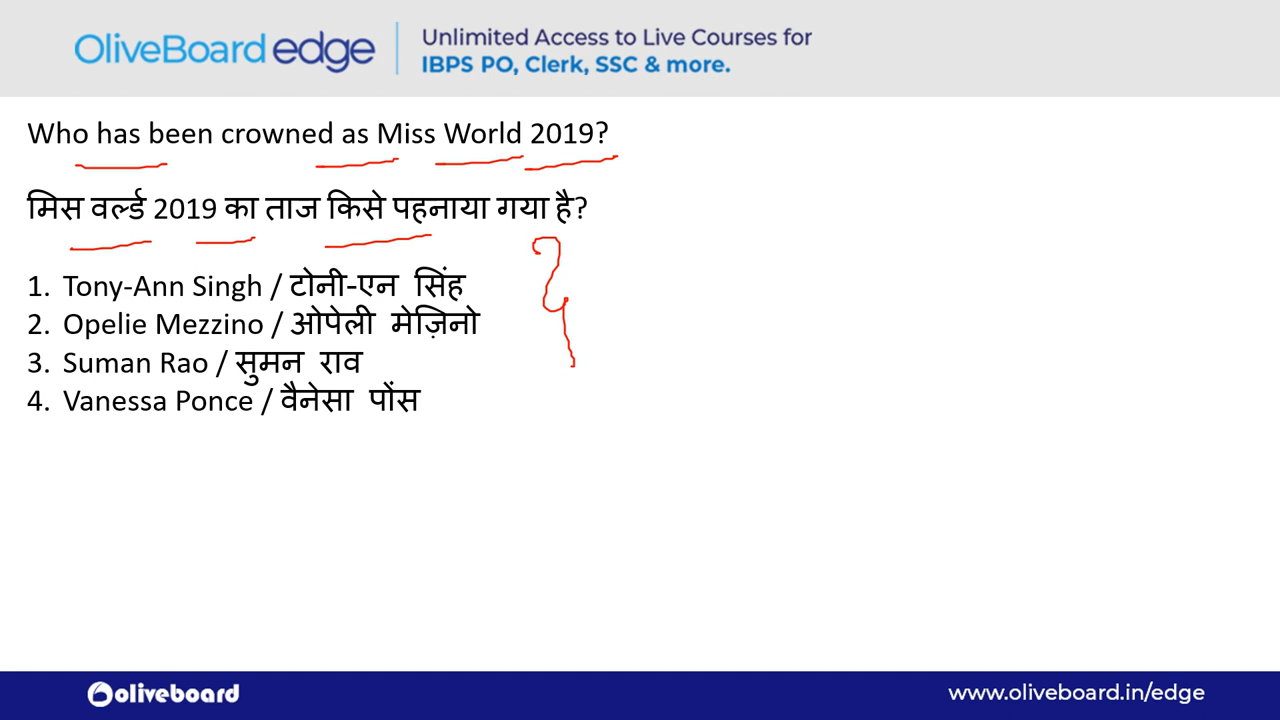 OliveBoard edge
Unlimited Access to Live Courses for
IBPS PO, Clerk, SSC & more.
Who has been crowned as Miss World 2019?
मिस वर्ल्ड 2019 का ताज किसे पहनाया गया है?
1. Tony-Ann Singh / टोनी-एन सिंह
2. Opelie Mezzino / ओपेली मेज़िनो
3. Suman Rao / सुमन राव
4. Vanessa Ponce / वैनेसा पोंस
oliveboard
www.oliveboard.in/edge